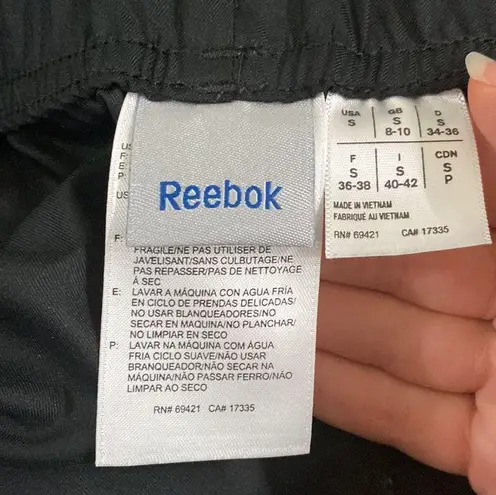 Reebok
US
F:
E:
P:
US
F:
FRAGILE/NE PAS UTILISER DE
JAVELISANT/SANS CULBUTAGE/NE
PAS REPASSER/PAS DE NETTOYAGE
À SEC
E: LAVAR A MÁQUINA CON AGUA FRÍA
EN CICLO DE PRENDAS DELICADAS/
NO USAR BLANQUEADORES/NO
SECAR EN MAQUINA/NO PLANCHAR/
NO LIMPIAR EN SECO
P: LAVAR NA MÁQUINA COM ÁGUA
FRIA CICLO SUAVE/NÃO USAR
BRANQUEADOR/NÃO SECAR NA
MÁQUINA/NÃO PASSAR FERRO/NÃO
LIMPAR AO SECO
RN# 69421 CA# 17335
USA GB D
S S S
8-10 34-36
F I CDN
S S S
36-38 40-42 P
MADE IN VIETNAM
FABRIQUÉ AU VIETNAM
RN# 69421 CA# 17335